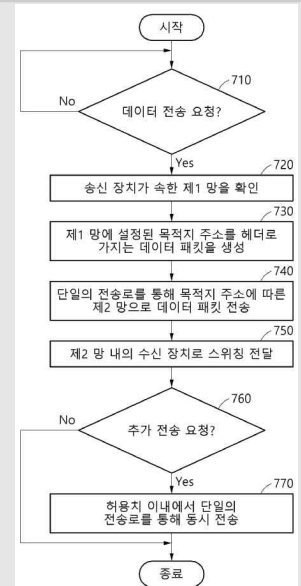 시작
710
데이터 전송 요청?
No
Yes
720
송신 장치가 속한 제1 망을 확인
730
제1 망에 설정된 목적지 주소를 헤더로
가지는 데이터 패킷을 생성
740
단일의 전송로를 통해 목적지 주소에 따른
제2 망으로 데이터 패킷 전송
750
제2 망 내의 수신 장치로 스위칭 전달
760
추가 전송 요청?
No
Yes
770
허용치 이내에서 단일의
전송로를 통해 동시 전송
종료